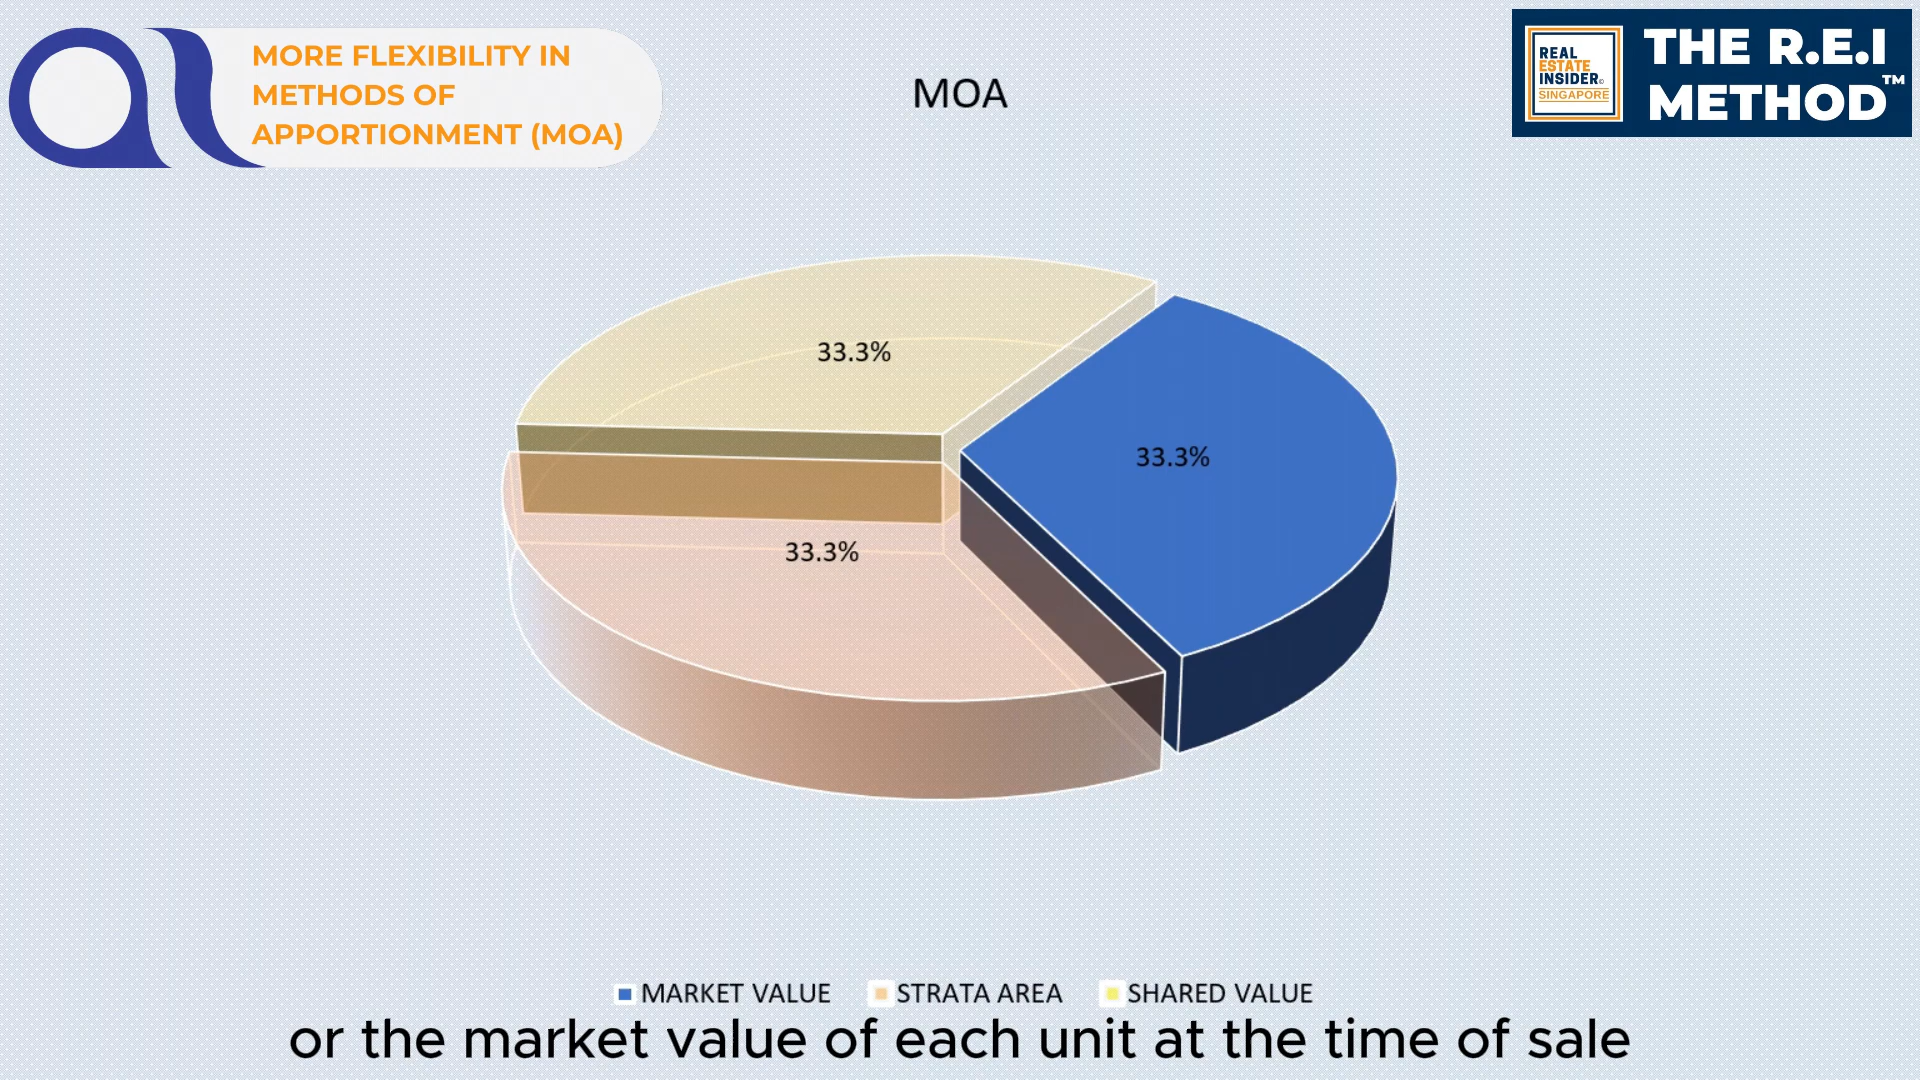 MORE FLEXIBILITY IN
METHODS OF
APPORTIONMENT (MOA)
MOA
REAL
ESTATE
INSIDER©
SINGAPORE
THE R.E.I
METHOD™
33.3%
33.3%
33.3%
MARKET VALUE STRATA AREA SHARED VALUE
or the market value of each unit at the time of sale